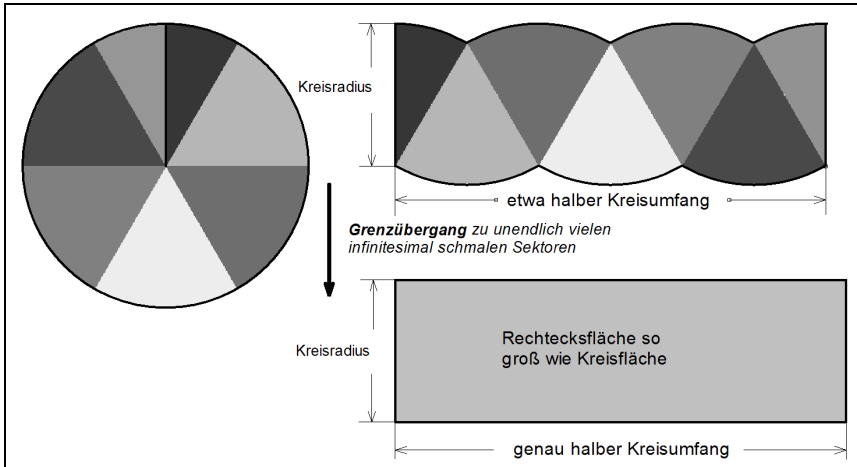 Kreisradius
etwa halber Kreisumfang
Grenzübergang zu unendlich vielen
infinitesimal schmalen Sektoren
Kreisradius
Rechtecksfläche so
groß wie Kreisfläche
genau halber Kreisumfang